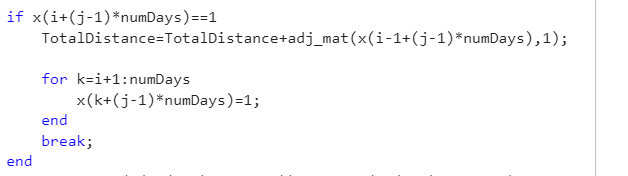 if x(i+(j-1)*numDays)==1
    TotalDistance=TotalDistance+adj_mat(x(i-1+(j-1)*numDays),1);
    for k=i+1:numDays
        x(k+(j-1)*numDays)=1;
    end
    break;
end